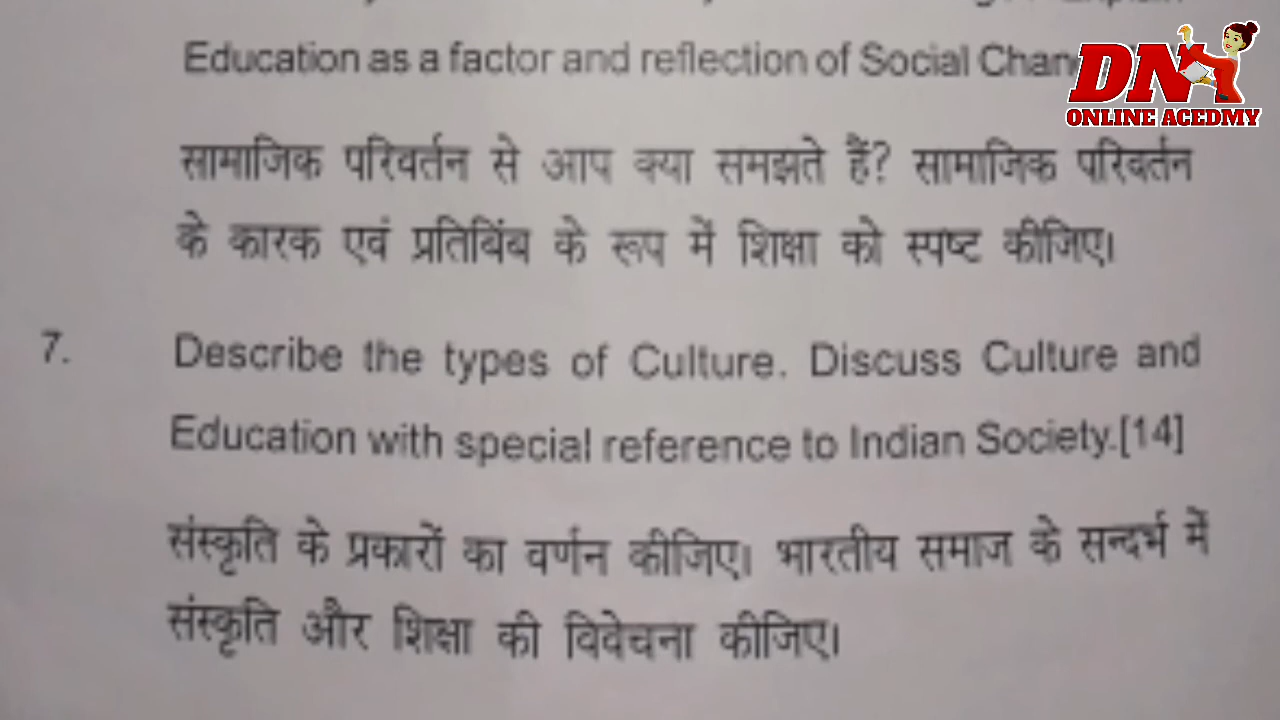 Education as a factor and reflection of Social Chan
DN
ONLINE ACEDMY
सामाजिक परिवर्तन से आप क्या समझते हैं? सामाजिक परिवर्तन
के कारक एवं प्रतिबिंब के रूप में शिक्षा को स्पष्ट कीजिए।
7. Describe the types of Culture. Discuss Culture and
Education with special reference to Indian Society.[14]
संस्कृति के प्रकारों का वर्णन कीजिए। भारतीय समाज के सन्दर्भ में
संस्कृति और शिक्षा की विवेचना कीजिए।